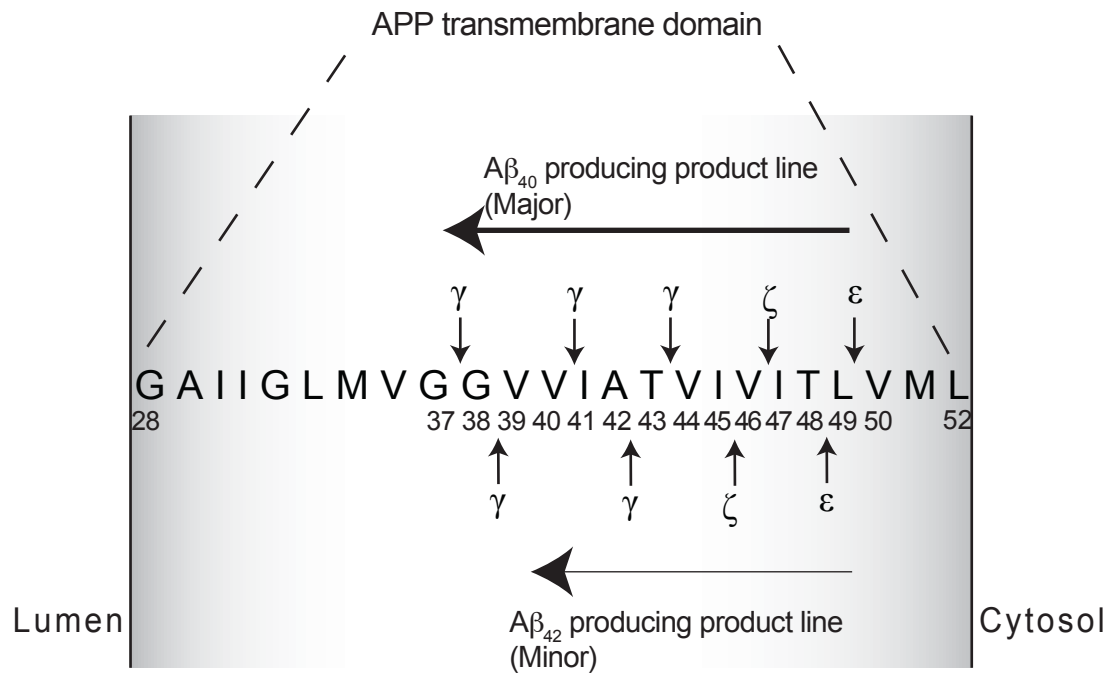 APP transmembrane domain
Aβ₄₀ producing product line
(Major)
γ γ γ ζ ε
G A I I G L M V G G V V I A T V I V I T L V M L
28 37 38 39 40 41 42 43 44 45 46 47 48 49 50 52
γ γ ζ ε
Lumen
Aβ₄₂ producing product line
(Minor)
Cytosol